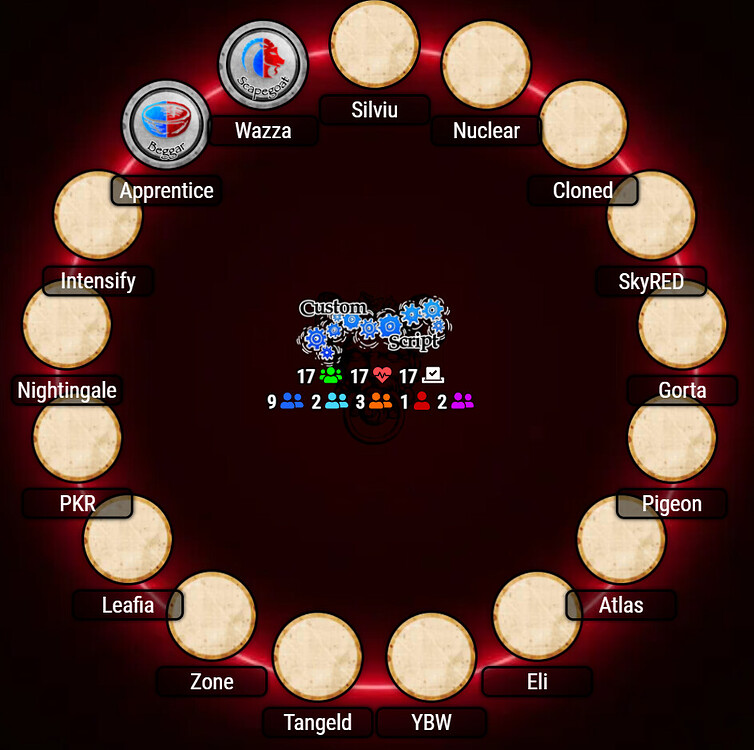 Scapegoat
Silviu
Wazza
Nuclear
Beggar
Apprentice
Cloned
Intensify
SkyRED
Custom
Script
17 17 17
9 2 3 1 2
Nightingale
Gorta
PKR
Pigeon
Leafia
Atlas
Zone
Eli
Tangeld
YBW